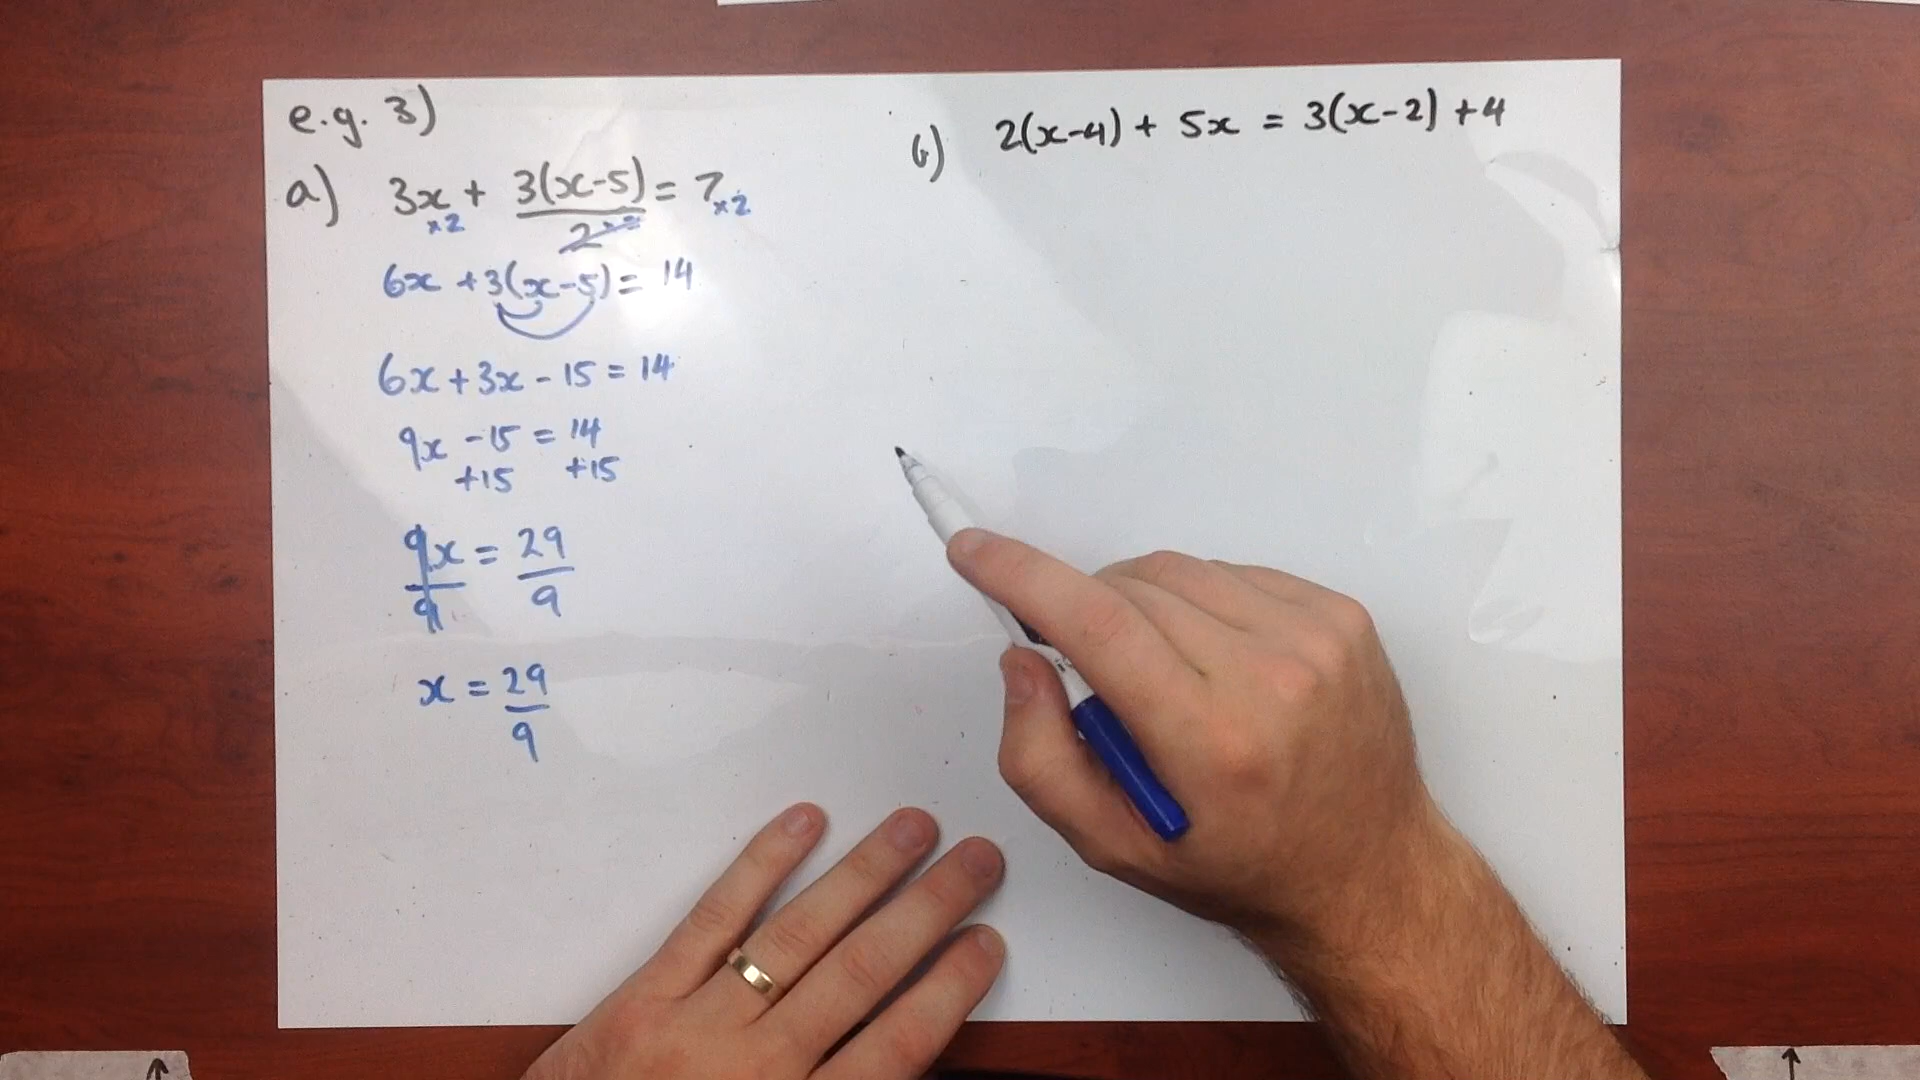 e.g. 3)
a) 3x + 3(x-5)/2 = 7
×2 ×2 ×2
6x + 3(x-5) = 14
6x + 3x - 15 = 14
9x - 15 = 14
+15 +15
9x/9 = 29/9
x = 29/9
b) 2(x-4) + 5x = 3(x-2) + 4